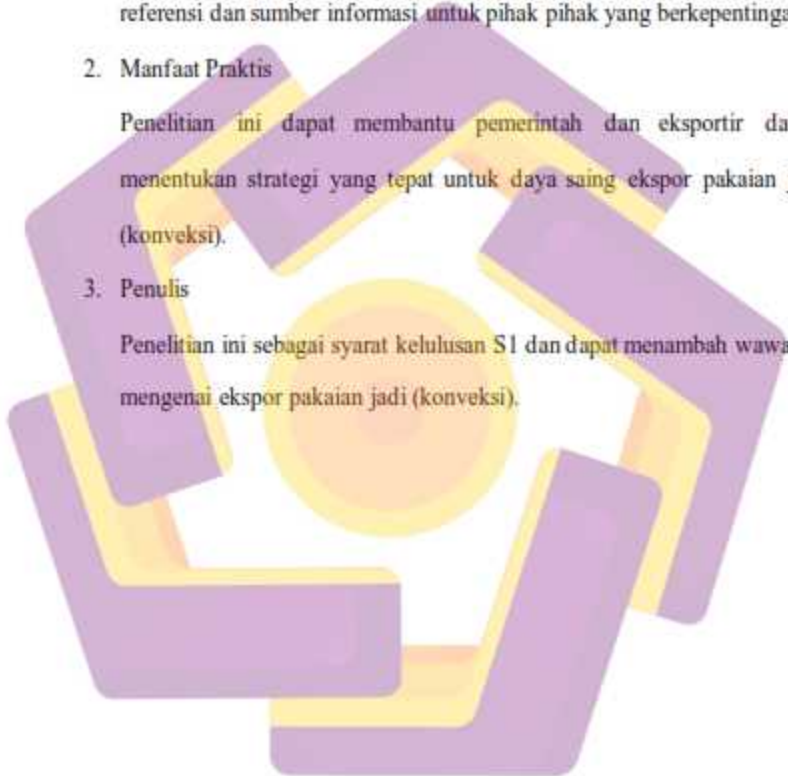 referensi dan sumber informasi untuk pihak pihak yang berkepentinga
2. Manfaat Praktis
Penelitian ini dapat membantu pemerintah dan eksportir da
menentukan strategi yang tepat untuk daya saing ekspor pakaian
(konveksi).
3. Penulis
Penelitian ini sebagai syarat kelulusan S1 dan dapat menambah wawa
mengenai ekspor pakaian jadi (konveksi).